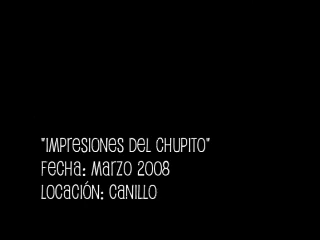 "Impresiones del chupito"
Fecha: Marzo 2008
Locación: Canillo